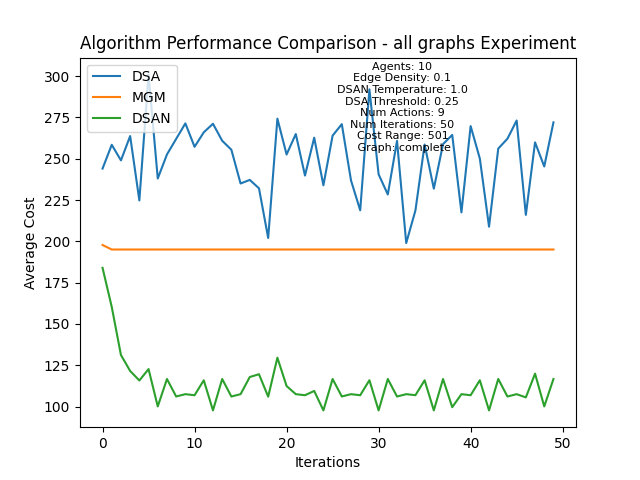 Algorithm Performance Comparison - all graphs Experiment
DSA
MGM
DSAN
Agents: 10
Edge Density: 0.1
DSAN Temperature: 1.0
DSA Threshold: 0.25
Num Actions: 9
Num Iterations: 50
Cost Range: 501
Graph: complete
300
275
250
225
200
175
150
125
100
Average Cost
0 10 20 30 40 50
Iterations